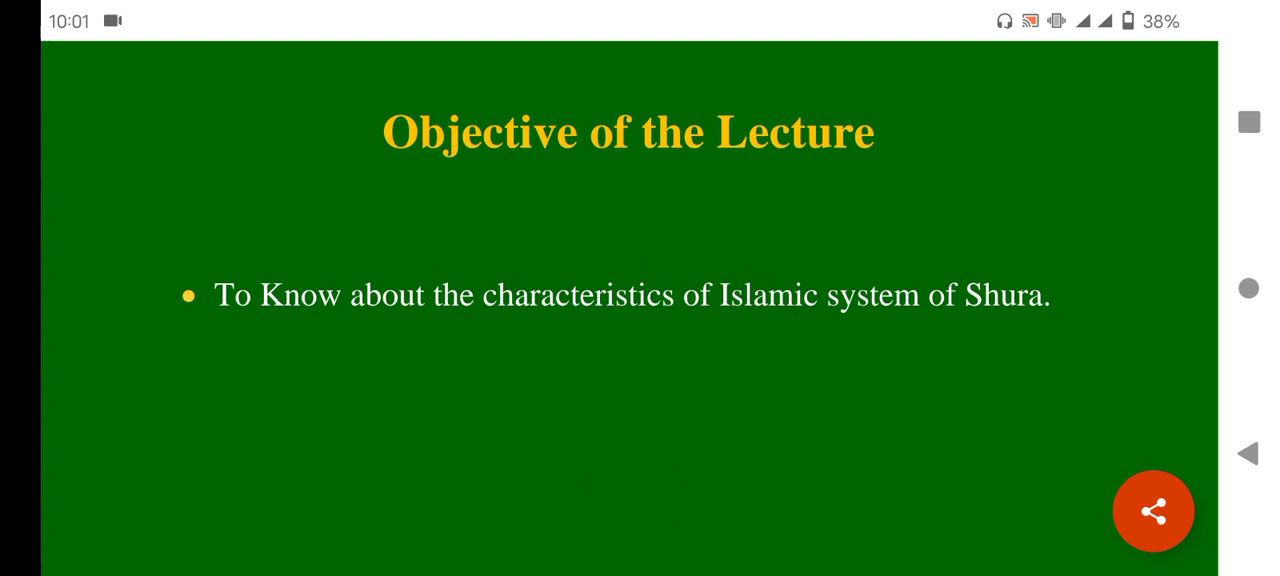 10:01
38%
Objective of the Lecture
• To Know about the characteristics of Islamic system of Shura.